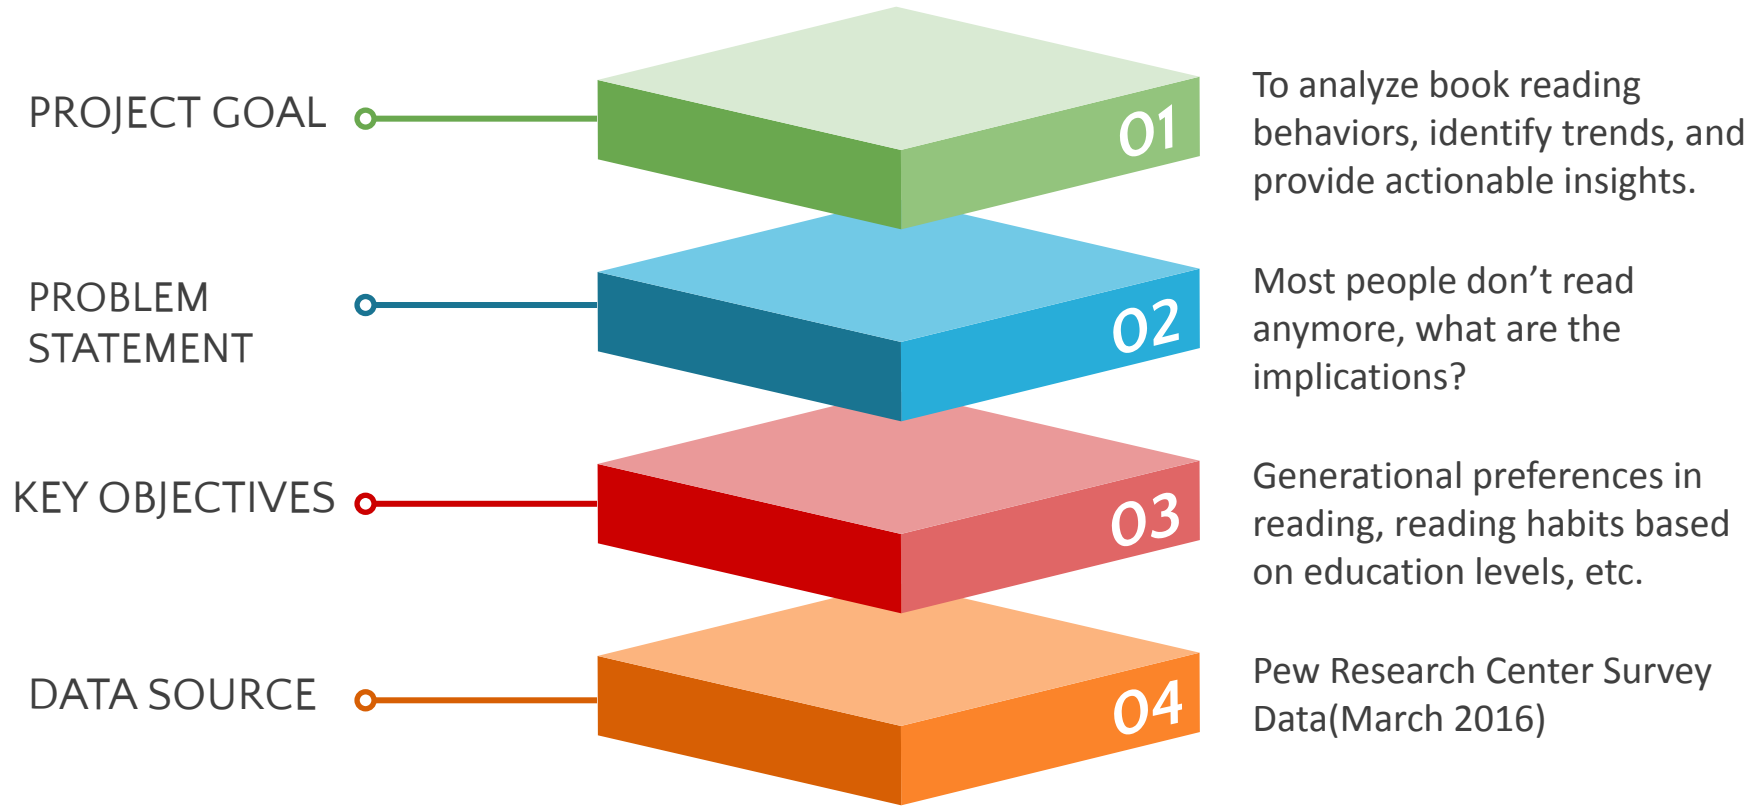 PROJECT GOAL
01
To analyze book reading
behaviors, identify trends, and
provide actionable insights.
PROBLEM
STATEMENT
02
Most people don’t read
anymore, what are the
implications?
KEY OBJECTIVES
03
Generational preferences in
reading, reading habits based
on education levels, etc.
DATA SOURCE
04
Pew Research Center Survey
Data(March 2016)